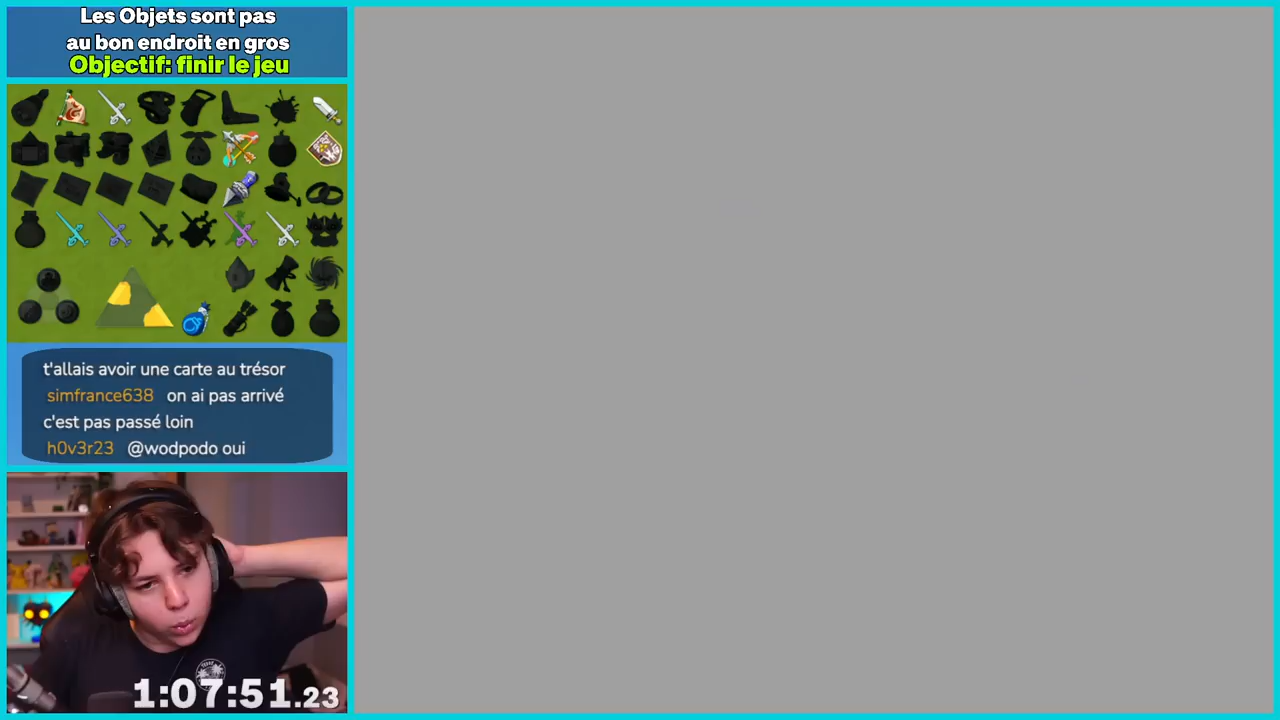 Les Objets sont pas
au bon endroit en gros
Objectif: finir le jeu
t'allais avoir une carte au trésor
simfrance638 on ai pas arrivé
c'est pas passé loin
h0v3r23 @wodpodo oui
1:07:51.23